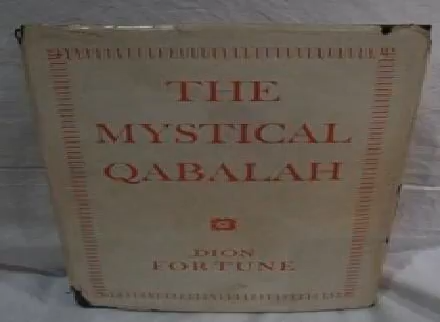 THE
MYSTICAL
QABALAH
DION
FORTUNE